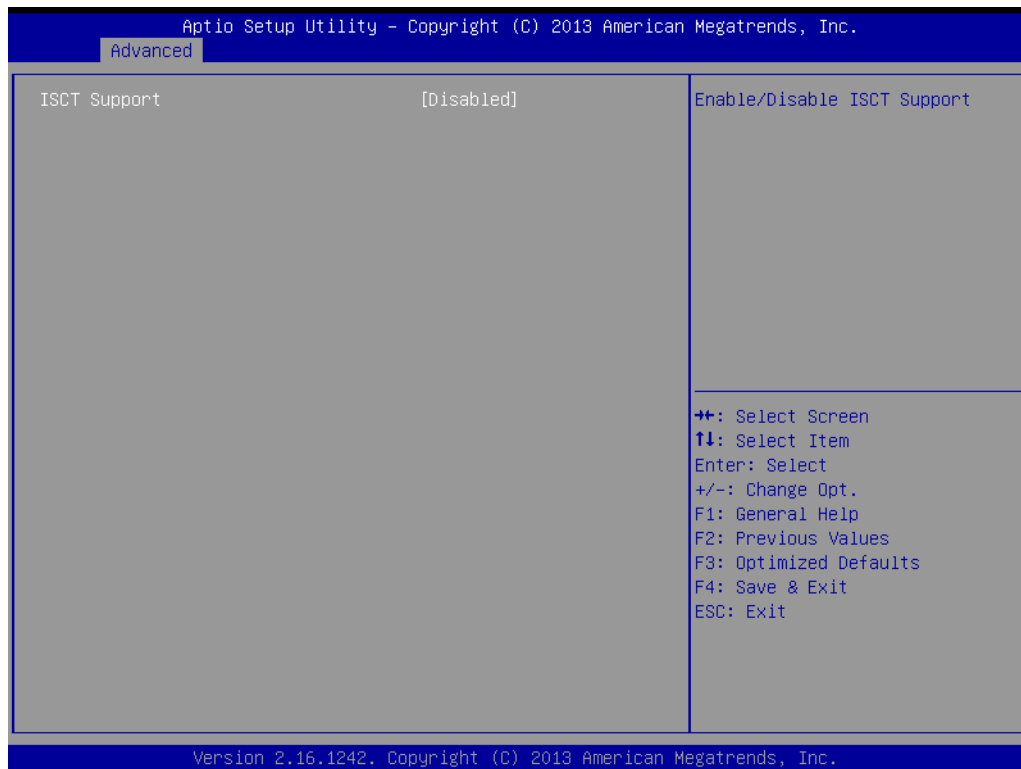 Aptio Setup Utility – Copyright (C) 2013 American Megatrends, Inc.
Advanced
ISCT Support [Disabled]
Enable/Disable ISCT Support
→←: Select Screen
↑↓: Select Item
Enter: Select
+/-: Change Opt.
F1: General Help
F2: Previous Values
F3: Optimized Defaults
F4: Save & Exit
ESC: Exit
Version 2.16.1242. Copyright (C) 2013 American Megatrends, Inc.